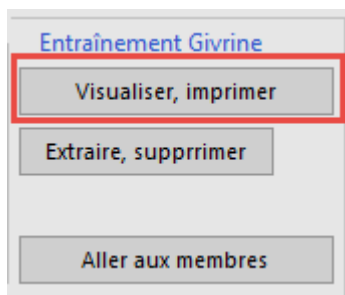 Entraînement Givrine
Visualiser, imprimer
Extraire, supprrimer
Aller aux membres